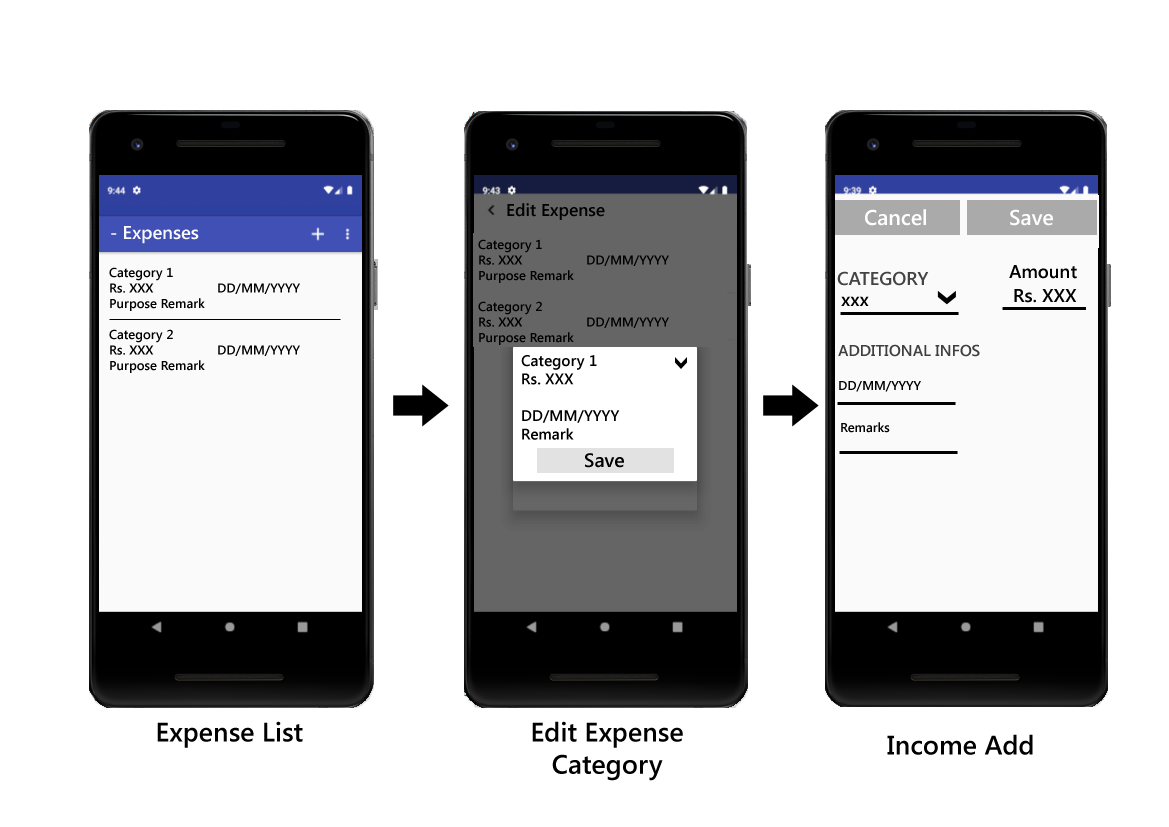 9:44
- Expenses
Category 1
Rs. XXX DD/MM/YYYY
Purpose Remark
Category 2
Rs. XXX DD/MM/YYYY
Purpose Remark
Expense List
9:43
Edit Expense
Category 1
Rs. XXX DD/MM/YYYY
Purpose Remark
Category 2
Rs. XXX DD/MM/YYYY
Purpose Remark
Category 1
Rs. XXX
DD/MM/YYYY
Remark
Save
Edit Expense
Category
9:39
Cancel Save
CATEGORY Amount
xxx Rs. XXX
ADDITIONAL INFOS
DD/MM/YYYY
Remarks
Income Add